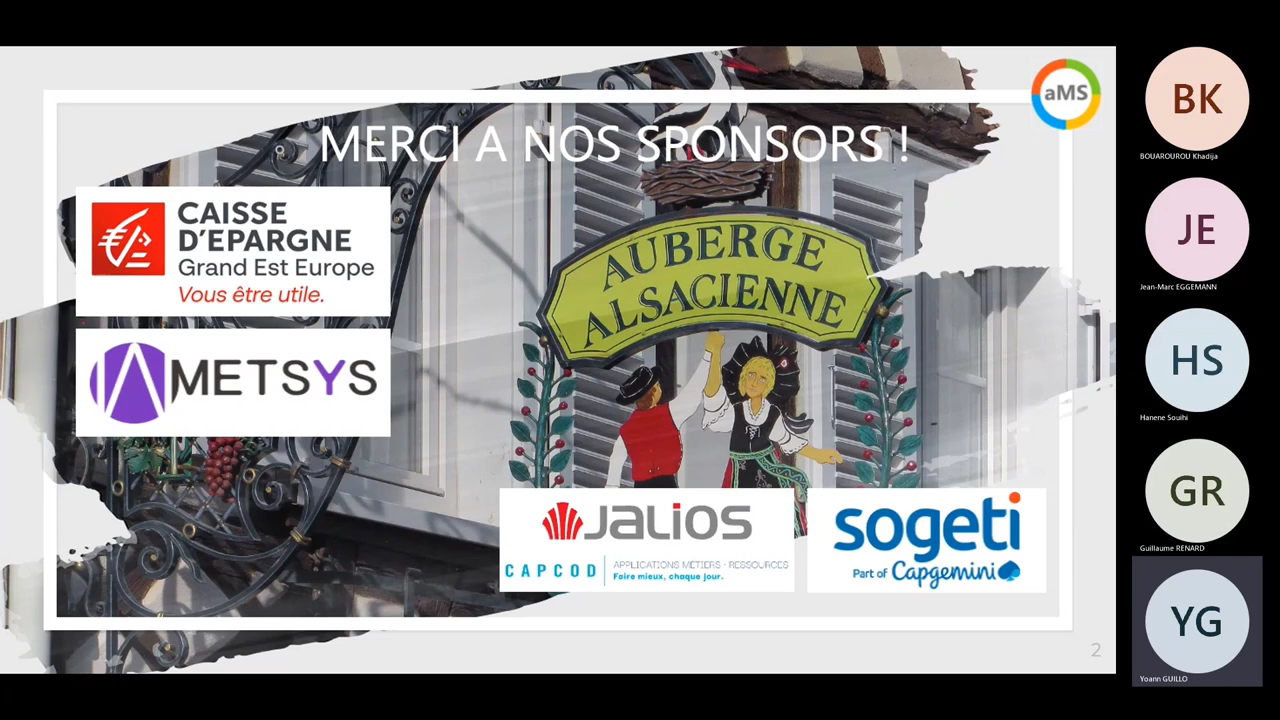 aMS
MERCI A NOS SPONSORS !
CAISSE
D'EPARGNE
Grand Est Europe
Vous être utile.
METSYS
AUBERGE
ALSACIENNE
JALIOS
CAPCOD
APPLICATIONS MÉTIERS · RESSOURCES
Faire mieux, chaque jour.
sogeti
Part of Capgemini
2
BK
BOUAROUROU Khadija
JE
Jean-Marc EGGEMANN
HS
Hanene Souihi
GR
Guillaume RENARD
YG
Yoann GUILLO